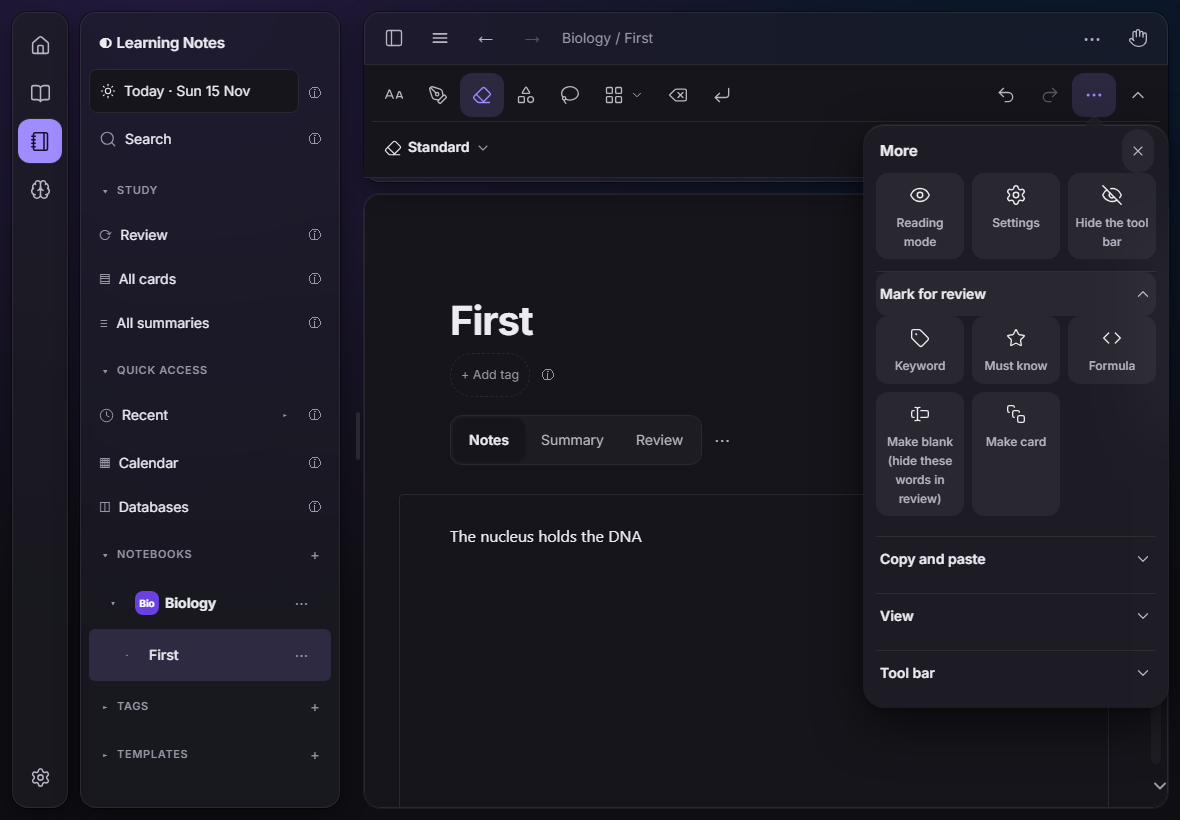 Learning Notes
Today · Sun 15 Nov
Search
STUDY
Review
All cards
All summaries
QUICK ACCESS
Recent
Calendar
Databases
NOTEBOOKS
Bio Biology
First
TAGS
TEMPLATES
Biology / First
AA
Standard
First
+ Add tag
Notes Summary Review
The nucleus holds the DNA
More
Reading mode
Settings
Hide the tool bar
Mark for review
Keyword
Must know
Formula
Make blank (hide these words in review)
Make card
Copy and paste
View
Tool bar